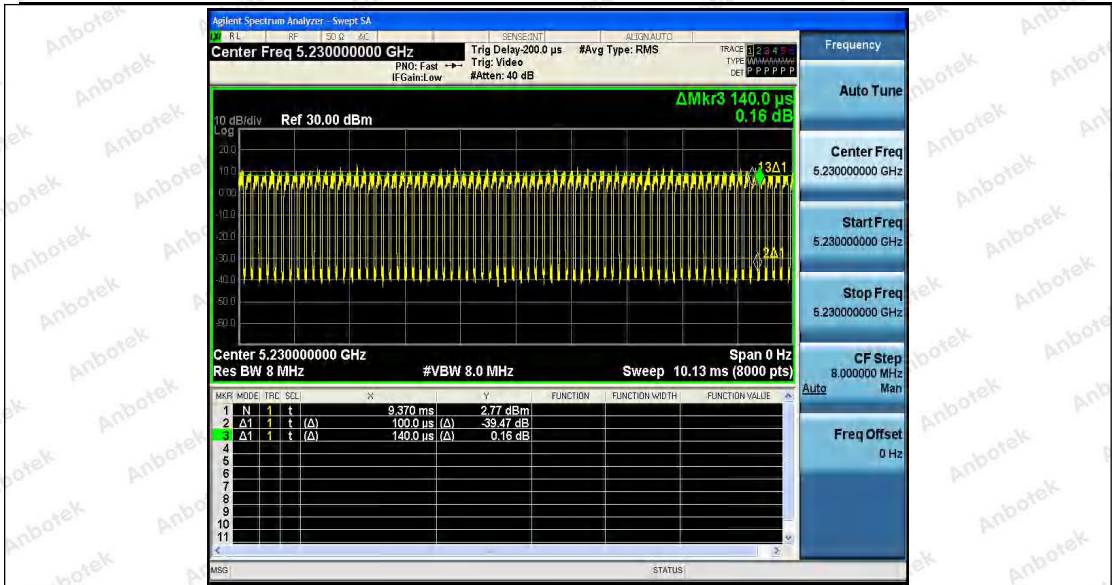 Agilent Spectrum Analyzer - Swept SA
RL RF 50 Ω AC SENSE:INT ALIGN AUTO
Center Freq 5.230000000 GHz
PNO: Fast
IFGain:Low
Trig Delay-200.0 µs
Trig: Video
#Atten: 40 dB
#Avg Type: RMS
TRACE 1 2 3 4 5 6
TYPE
DET P P P P P P
ΔMkr3 140.0 µs
0.16 dB
10 dB/div Ref 30.00 dBm
Log
20.0
10.0
0.00
-10.0
-20.0
-30.0
-40.0
-50.0
-60.0
13Δ1
2Δ1
Center 5.230000000 GHz Span 0 Hz
Res BW 8 MHz #VBW 8.0 MHz Sweep 10.13 ms (8000 pts)
MKR MODE TRC SCL X Y FUNCTION FUNCTION WIDTH FUNCTION VALUE
1 N 1 t 9.370 ms 2.77 dBm
2 Δ1 1 t (Δ) 100.0 µs (Δ) -39.47 dB
3 Δ1 1 t (Δ) 140.0 µs (Δ) 0.16 dB
4
5
6
7
8
9
10
11
MSG STATUS
Frequency
Auto Tune
Center Freq
5.230000000 GHz
Start Freq
5.230000000 GHz
Stop Freq
5.230000000 GHz
CF Step
8.000000 MHz
Auto Man
Freq Offset
0 Hz
Anbotek